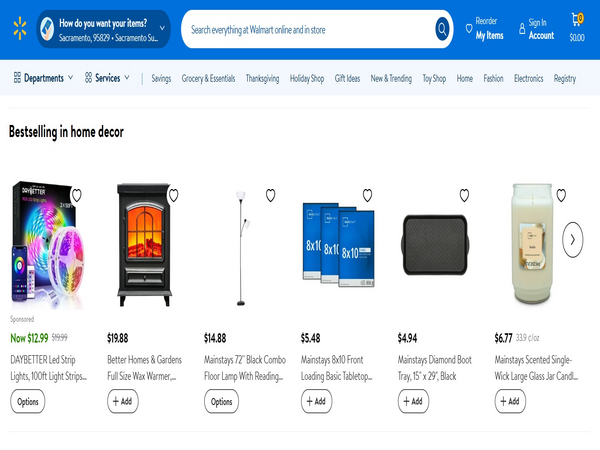 How do you want your items?
Sacramento, 95829 • Sacramento Su...
Search everything at Walmart online and in store
Reorder
My Items
Sign In
Account
0
$0.00
Departments
Services
Savings
Grocery & Essentials
Thanksgiving
Holiday Shop
Gift Ideas
New & Trending
Toy Shop
Home
Fashion
Electronics
Registry
Bestselling in home decor
DAYBETTER
8x10
8x10
8x10
Sponsored
Now $12.99 $19.99
DAYBETTER Led Strip
Lights, 100ft Light Strips...
Options
$19.88
Better Homes & Gardens
Full Size Wax Warmer,...
+ Add
$14.88
Mainstays 72" Black Combo
Floor Lamp With Reading...
Options
$5.48
Mainstays 8x10 Front
Loading Basic Tabletop...
+ Add
$4.94
Mainstays Diamond Boot
Tray, 15" x 29", Black
+ Add
$6.77 33.9 ¢/oz
Mainstays Scented Single-
Wick Large Glass Jar Candl...
+ Add